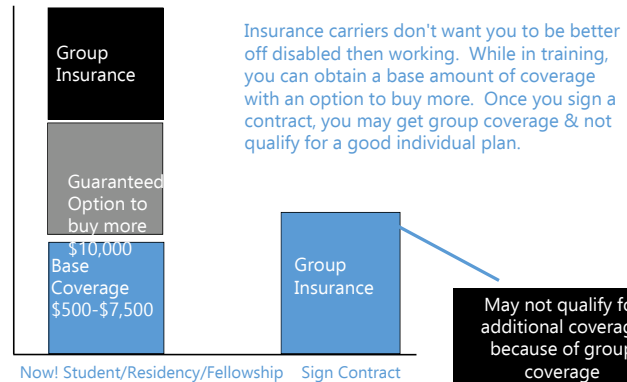 Insurance carriers don't want you to be better
off disabled then working. While in training,
you can obtain a base amount of coverage
with an option to buy more. Once you sign a
contract, you may get group coverage & not
qualify for a good individual plan.
Group
Insurance
Guaranteed
Option to
buy more
$10,000
Base
Coverage
$500-$7,500
Group
Insurance
May not qualify fo
additional coverag
because of group
coverage
Now! Student/Residency/Fellowship Sign Contract